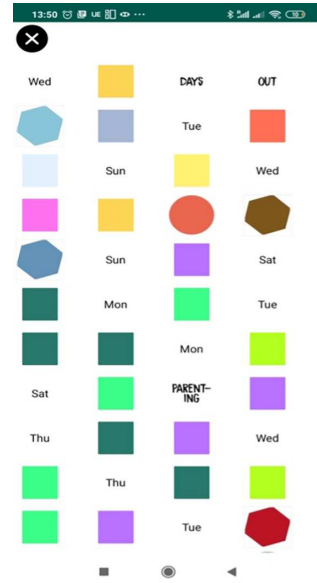 13:50 UE
Wed DAYS OUT
Tue
Sun Wed
Sun Sat
Mon Tue
Mon
Sat PARENT-
ING
Thu Wed
Thu
Tue